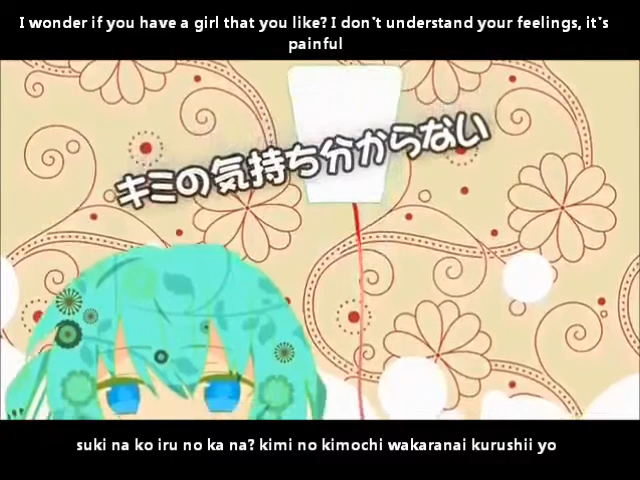 I wonder if you have a girl that you like? I don't understand your feelings, it's
painful
キミの気持ち分からない
suki na ko iru no ka na? kimi no kimochi wakaranai kurushii yo